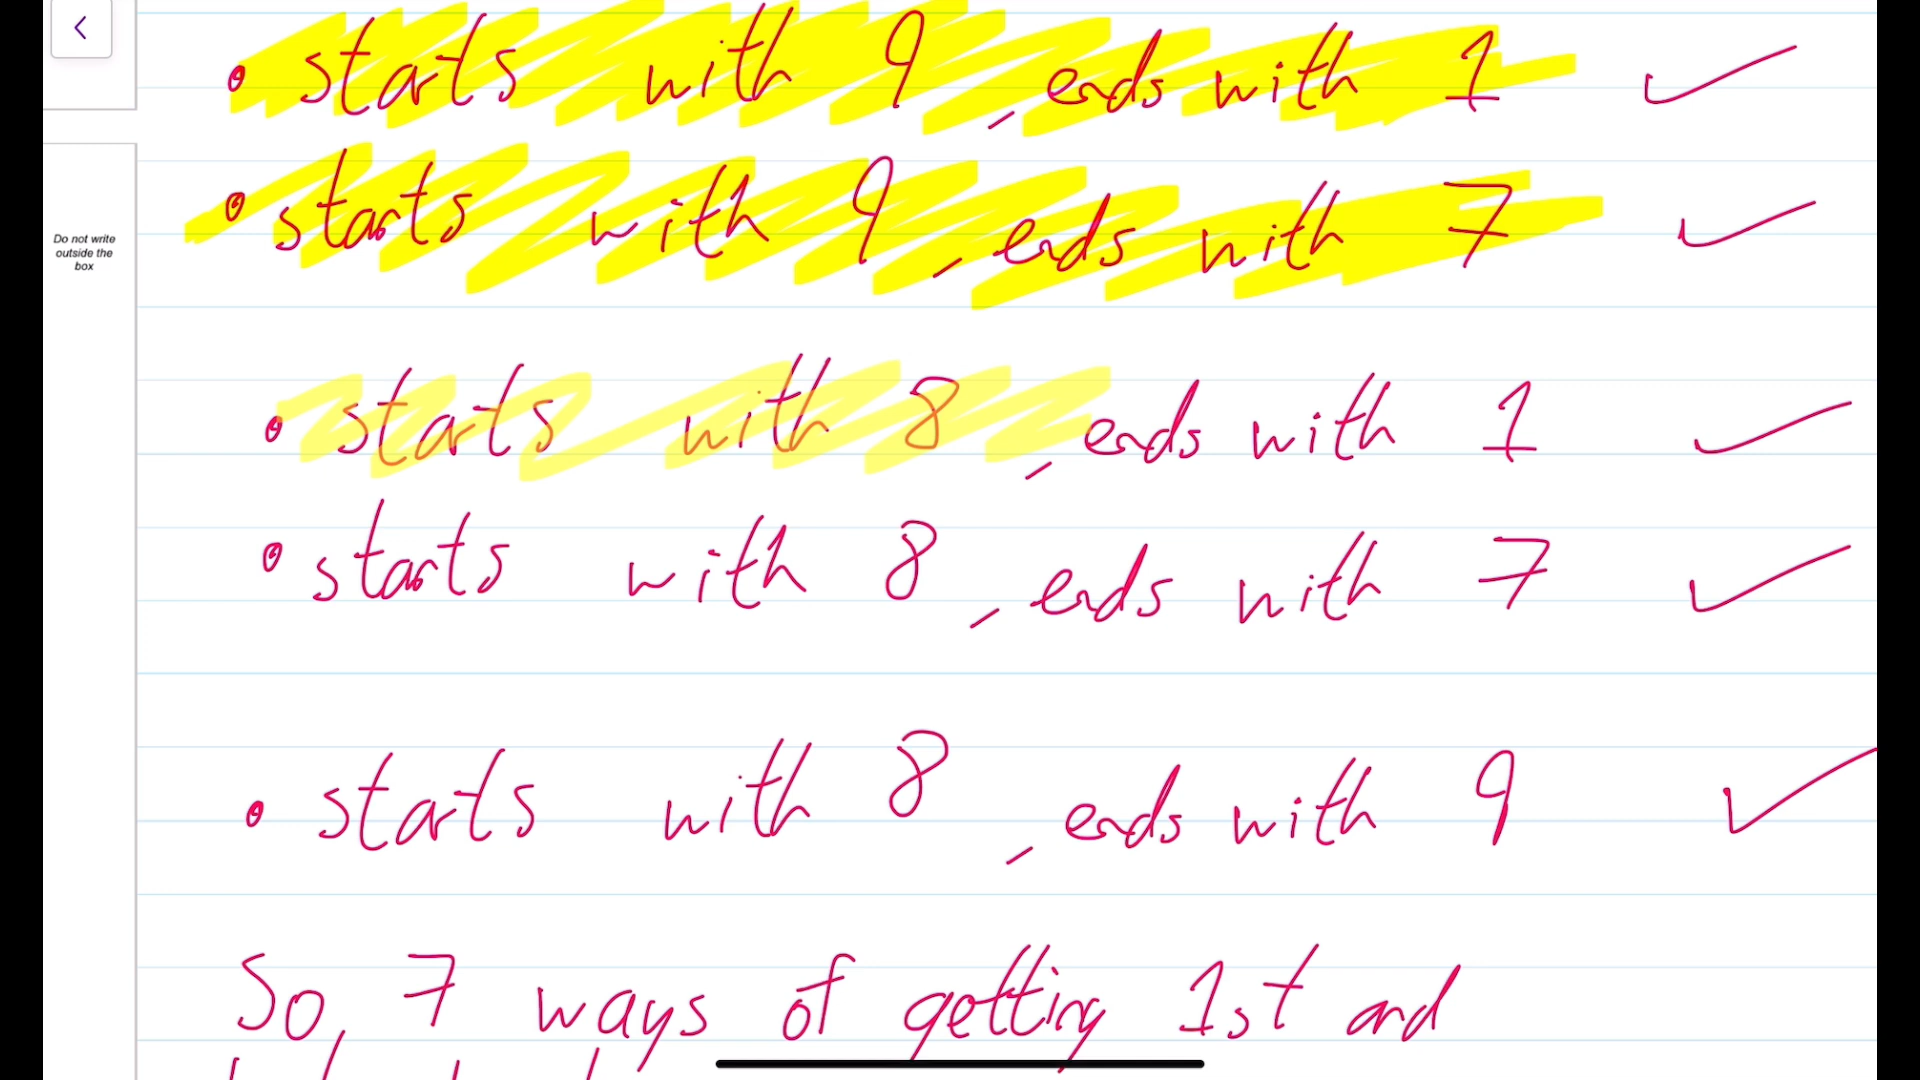 • starts with 9, ends with 1 ✓
• starts with 9, ends with 7 ✓
Do not write
outside the
box
• starts with 8, ends with 1 ✓
• starts with 8, ends with 7 ✓
• starts with 8, ends with 9 ✓
So, 7 ways of getting 1st and